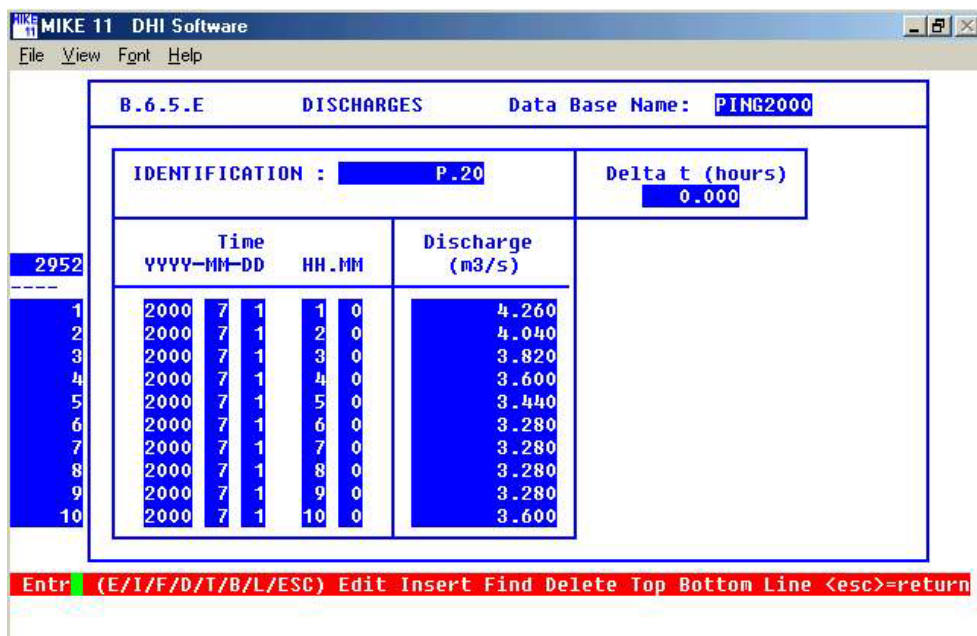 MIKE 11 MIKE 11 DHI Software
File View Font Help
B.6.5.E DISCHARGES Data Base Name: PING2000
IDENTIFICATION : P.20 Delta t (hours)
0.000
Time Discharge
2952 YYYY-MM-DD HH.MM (m3/s)
----
1 2000 7 1 1 0 4.260
2 2000 7 1 2 0 4.040
3 2000 7 1 3 0 3.820
4 2000 7 1 4 0 3.600
5 2000 7 1 5 0 3.440
6 2000 7 1 6 0 3.280
7 2000 7 1 7 0 3.280
8 2000 7 1 8 0 3.280
9 2000 7 1 9 0 3.280
10 2000 7 1 10 0 3.600
Entr (E/I/F/D/T/B/L/ESC) Edit Insert Find Delete Top Bottom Line <esc>=return